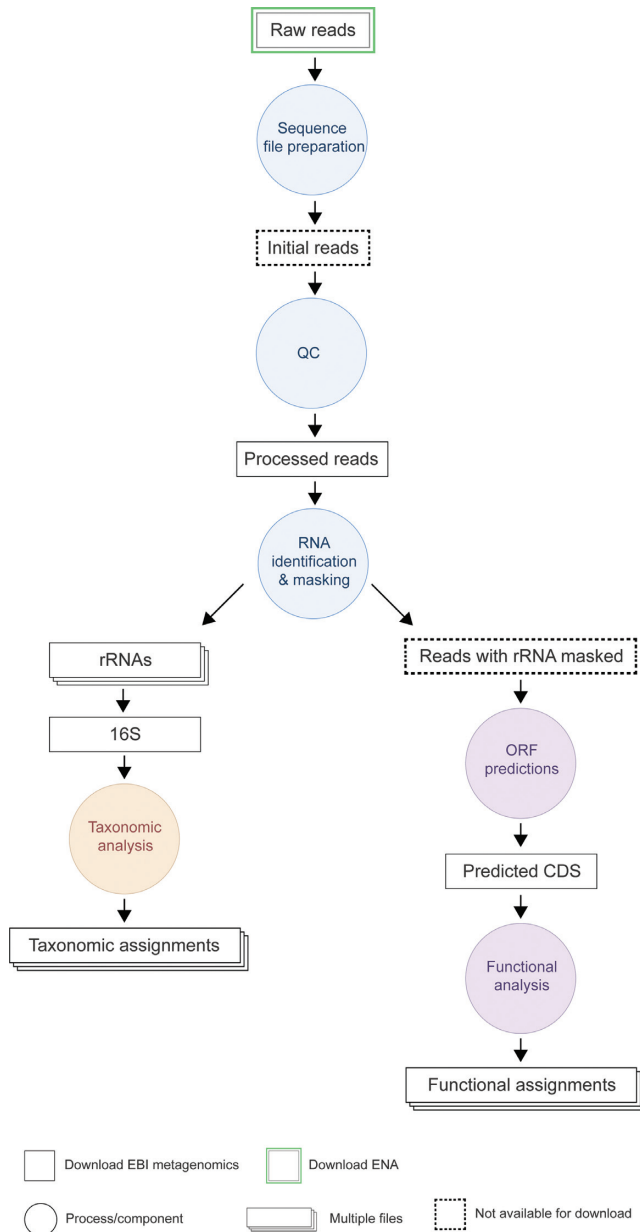 Raw reads
Sequence
file preparation
Initial reads
QC
Processed reads
RNA
identification
& masking
rRNAs
Reads with rRNA masked
16S
ORF
predictions
Taxonomic
analysis
Predicted CDS
Taxonomic assignments
Functional
analysis
Functional assignments
Download EBI metagenomics
Download ENA
Process/component
Multiple files
Not available for download